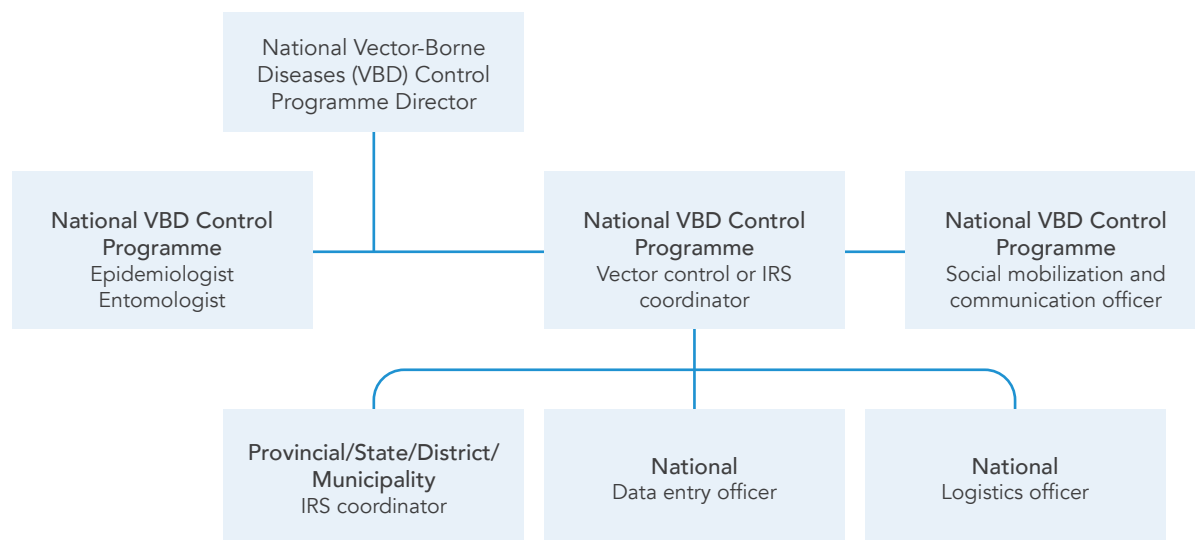 National Vector-Borne
Diseases (VBD) Control
Programme Director
National VBD Control
Programme
Epidemiologist
Entomologist
National VBD Control
Programme
Vector control or IRS
coordinator
National VBD Control
Programme
Social mobilization and
communication officer
Provincial/State/District/
Municipality
IRS coordinator
National
Data entry officer
National
Logistics officer